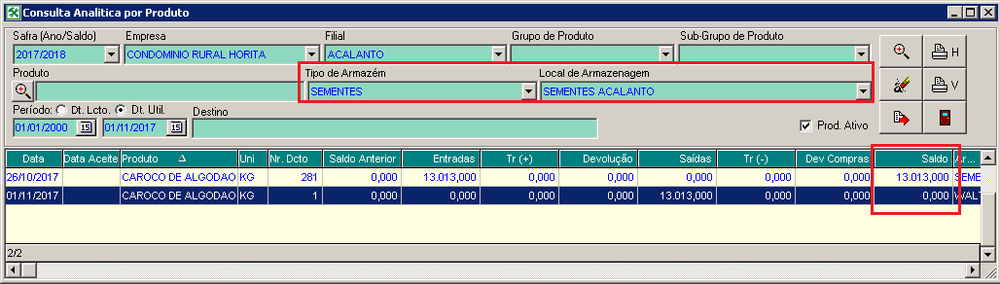 Consulta Analitica por Produto
Safra (Ano/Saldo) Empresa Filial Grupo de Produto Sub-Grupo de Produto
2017/2018 CONDOMINIO RURAL HORITA ACALANTO
H
Produto Tipo de Armazém Local de Armazenagem
SEMENTES SEMENTES ACALANTO
V
Período: Dt. Lcto. Dt. Util. Destino
01/01/2000 15 01/11/2017 15 Prod. Ativo
Data Data Aceite Produto Uni Nr. Dcto Saldo Anterior Entradas Tr (+) Devolução Saídas Tr (-) Dev Compras Saldo Ar...
26/10/2017 CAROCO DE ALGODAO KG 281 0,000 13.013,000 0,000 0,000 0,000 0,000 0,000 13.013,000 SEME
01/11/2017 CAROCO DE ALGODAO KG 1 0,000 0,000 0,000 0,000 13.013,000 0,000 0,000 0,000 WALT
2/2